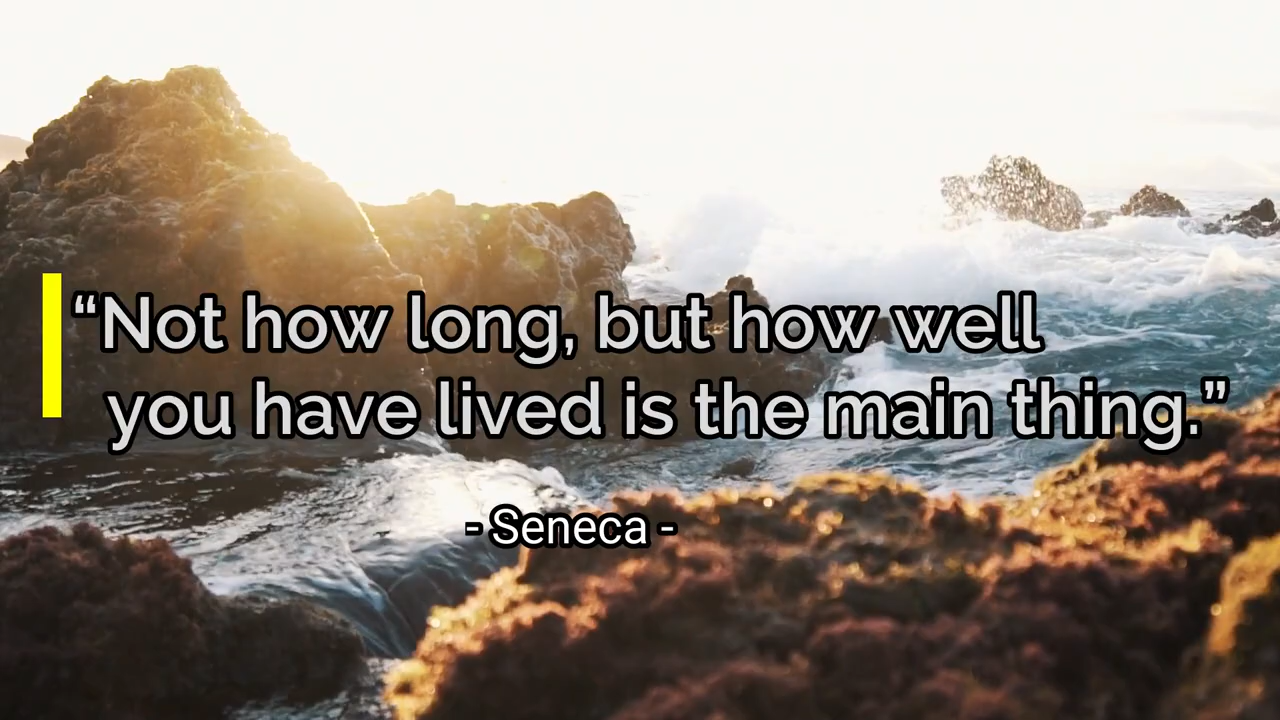 “Not how long, but how well
you have lived is the main thing.”
- Seneca -